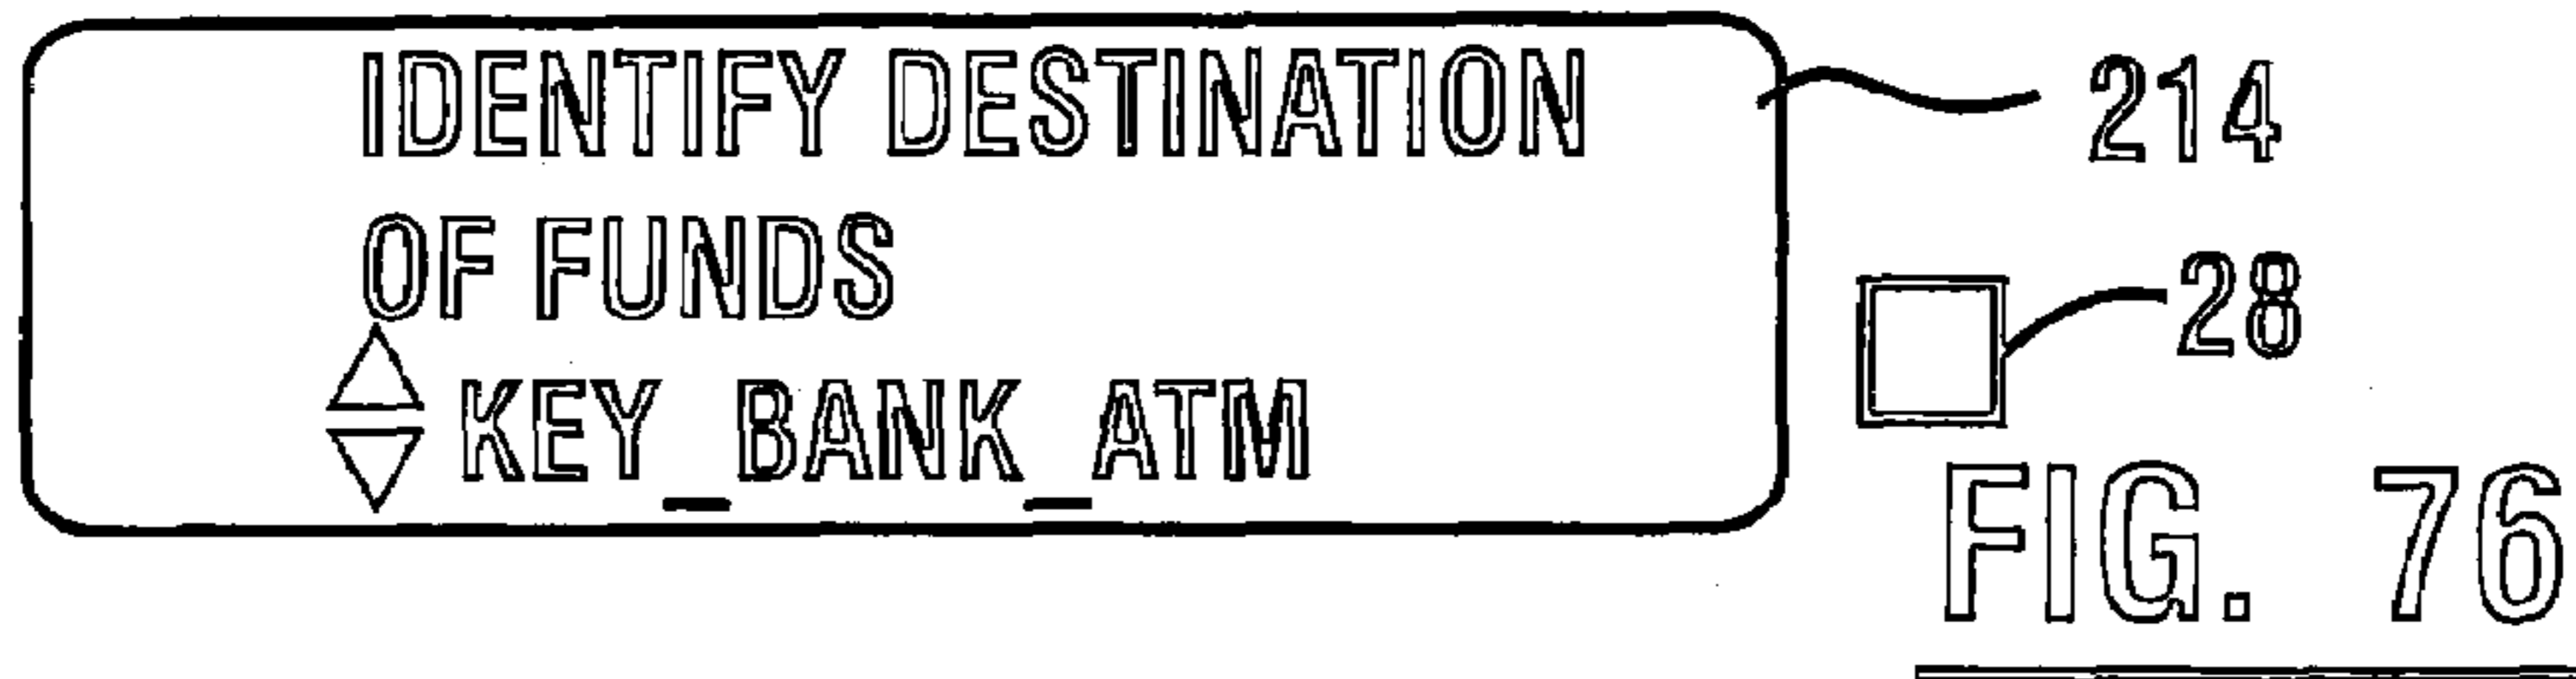 IDENTIFY DESTINATION
OF FUNDS
KEY_BANK_ATM
214
28
FIG. 76